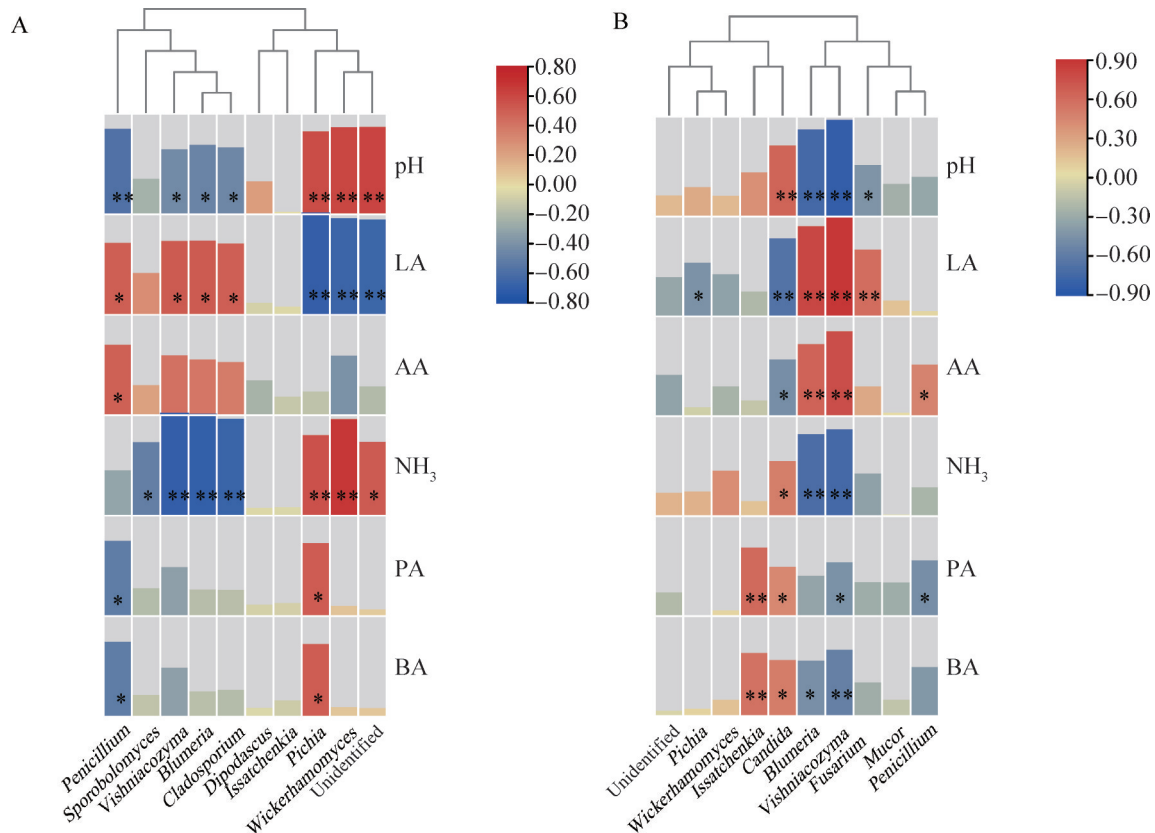 A
0.80
0.60
0.40
0.20
0.00
−0.20
−0.40
−0.60
−0.80
pH
** * * * ** ** **
LA
* * * * ** ** **
AA
*
NH3
* ** ** ** ** ** *
PA
* *
BA
* *
Penicillium
Sporobolomyces
Vishniacozyma
Blumeria
Cladosporium
Dipodascus
Issatchenkia
Pichia
Wickerhamomyces
Unidentified
B
0.90
0.60
0.30
0.00
−0.30
−0.60
−0.90
pH
** ** ** *
LA
* ** ** ** **
AA
* ** ** *
NH3
* ** **
PA
** * * *
BA
** * * **
Unidentified
Pichia
Wickerhamomyces
Issatchenkia
Candida
Blumeria
Vishniacozyma
Fusarium
Mucor
Penicillium